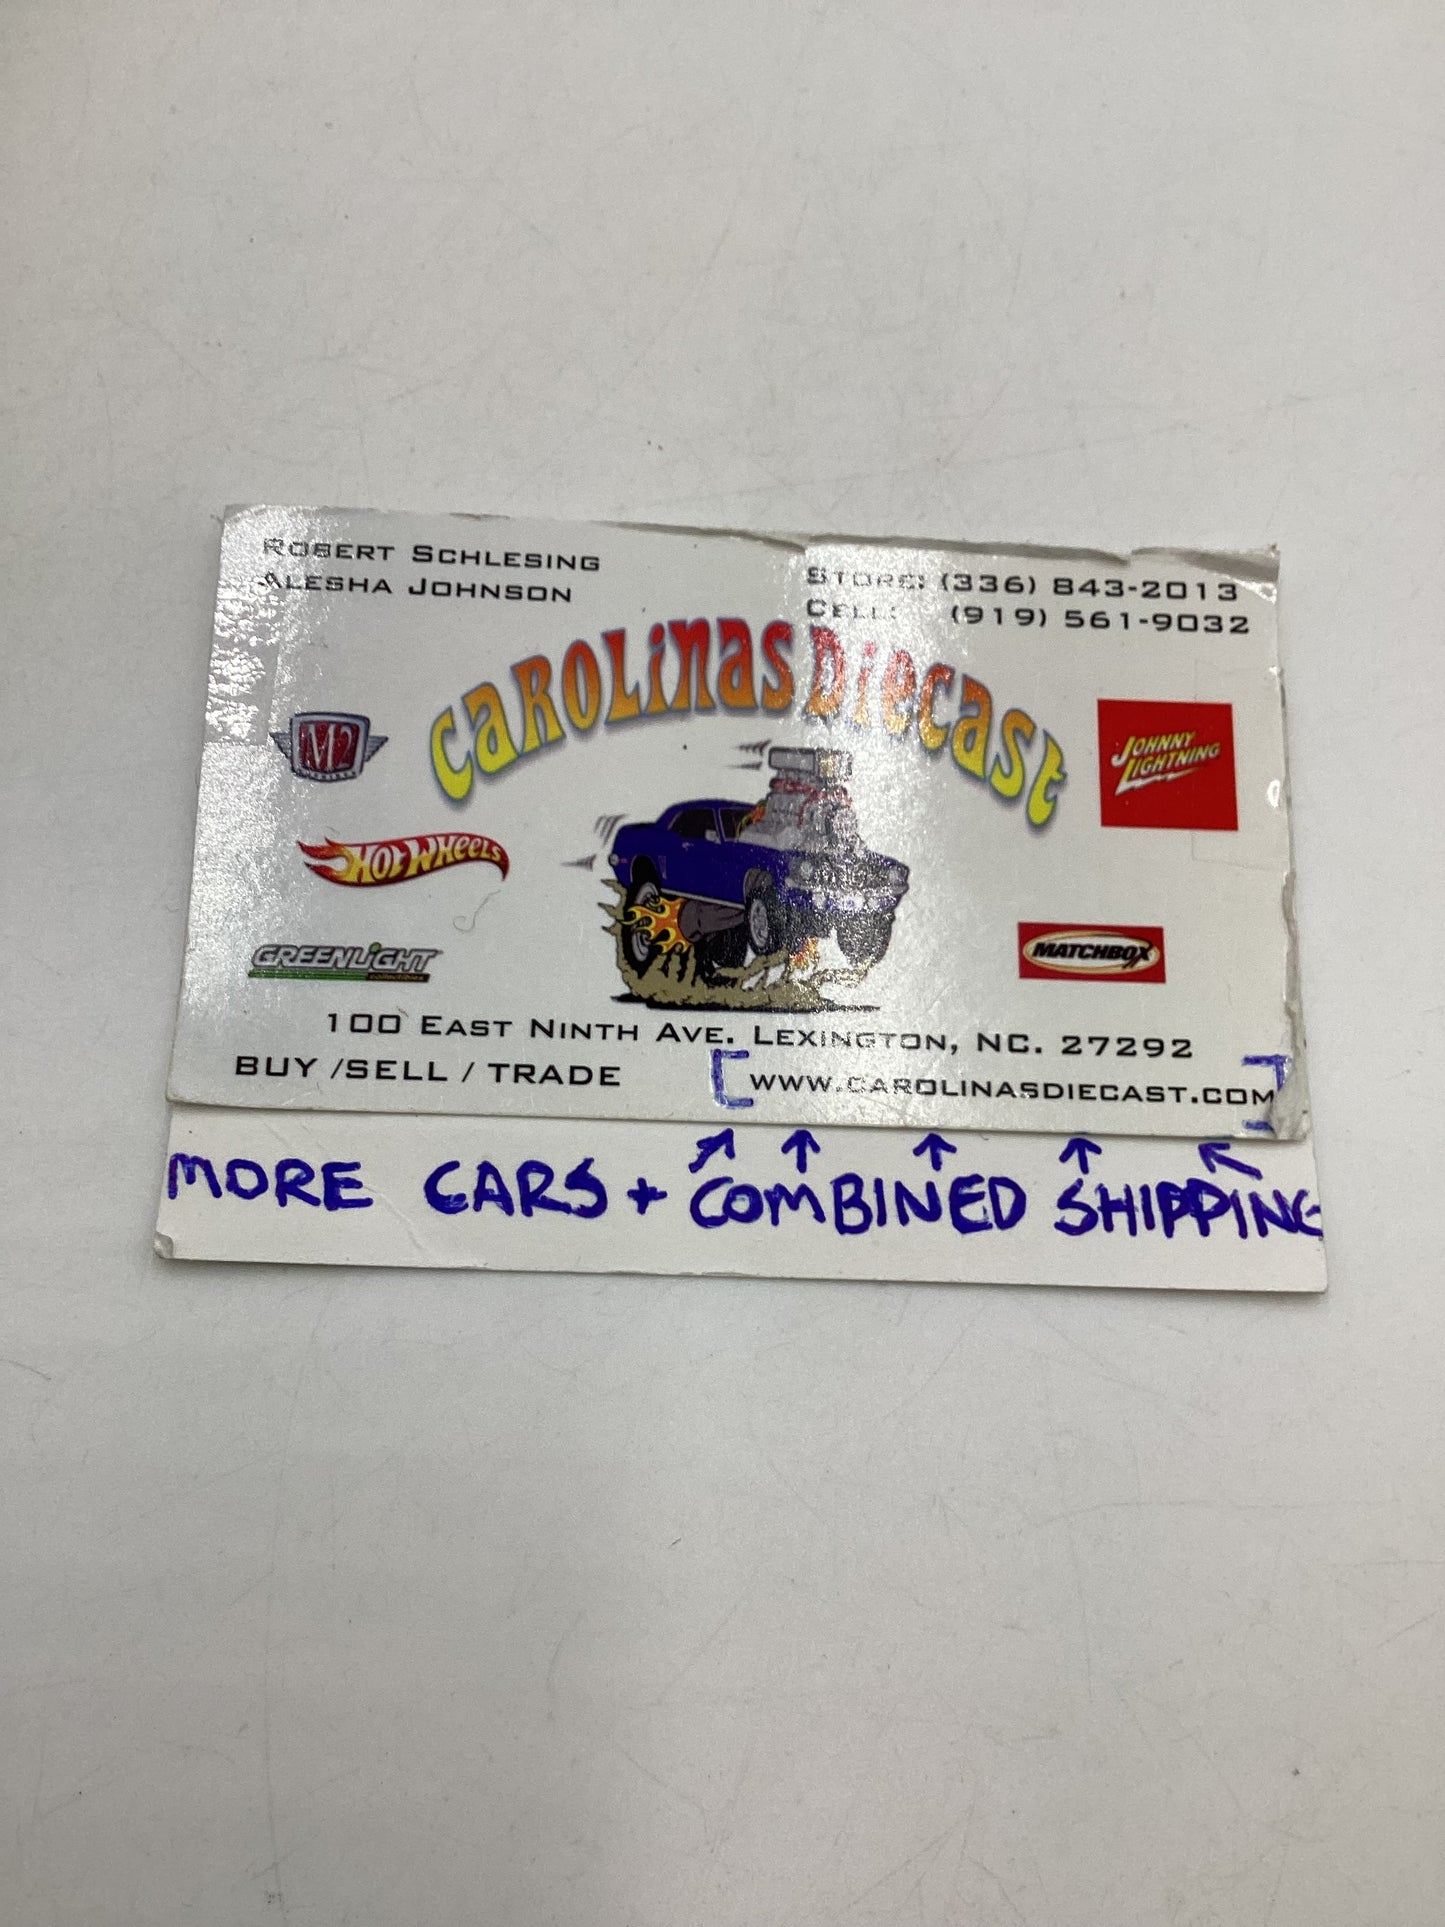 ROBERT SCHLESING
ALESHA JOHNSON
STORE: (336) 843-2013
CELL: (919) 561-9032
CAROLiNAS DiECAST
M2
JOHNNY
LIGHTNING
HOT WHEELS
GREENLiGHT
MATCHBOX
100 EAST NINTH AVE. LEXINGTON, NC. 27292
BUY /SELL / TRADE
WWW.CAROLINASDIECAST.COM
MORE CARS + COMBINED SHIPPING